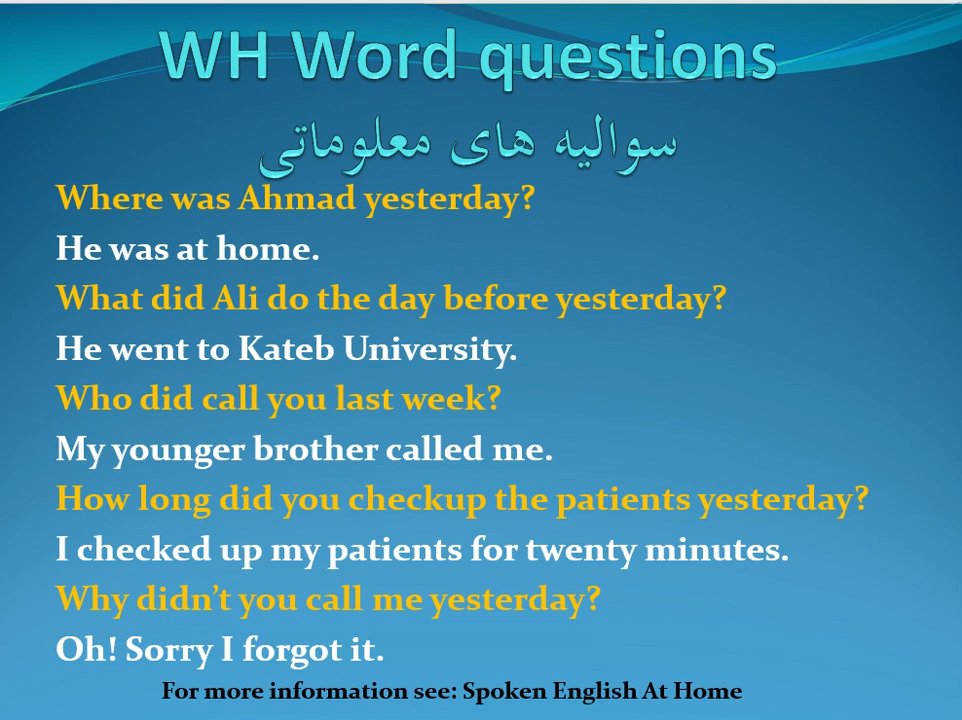 WH Word questions
سوالیه های معلوماتی
Where was Ahmad yesterday?
He was at home.
What did Ali do the day before yesterday?
He went to Kateb University.
Who did call you last week?
My younger brother called me.
How long did you checkup the patients yesterday?
I checked up my patients for twenty minutes.
Why didn’t you call me yesterday?
Oh! Sorry I forgot it.
For more information see: Spoken English At Home